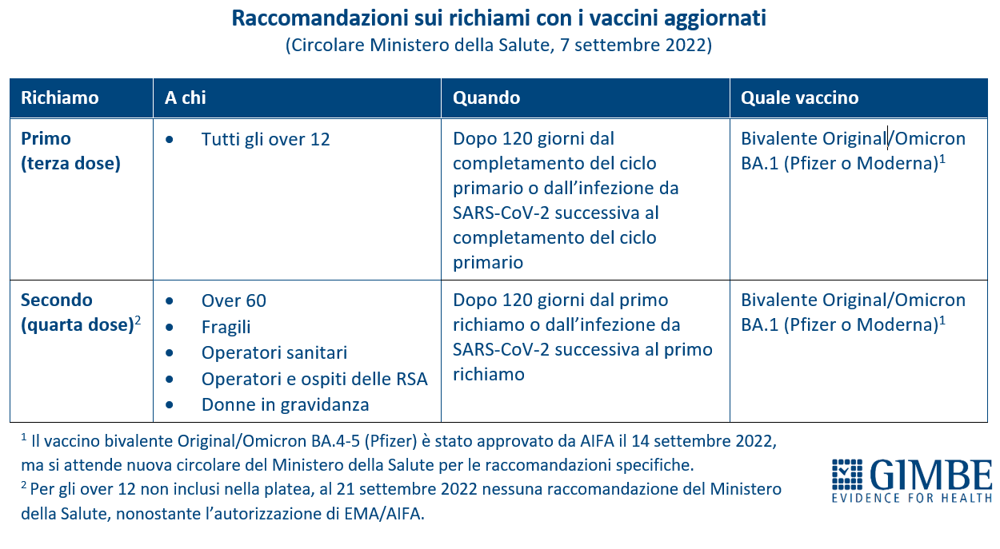 Raccomandazioni sui richiami con i vaccini aggiornati
(Circolare Ministero della Salute, 7 settembre 2022)
Richiamo
A chi
Quando
Quale vaccino
Primo
(terza dose)
• Tutti gli over 12
Dopo 120 giorni dal
completamento del ciclo
primario o dall’infezione da
SARS-CoV-2 successiva al
completamento del ciclo
primario
Bivalente Original/Omicron
BA.1 (Pfizer o Moderna)¹
Secondo
(quarta dose)²
• Over 60
• Fragili
• Operatori sanitari
• Operatori e ospiti delle RSA
• Donne in gravidanza
Dopo 120 giorni dal primo
richiamo o dall’infezione da
SARS-CoV-2 successiva al primo
richiamo
Bivalente Original/Omicron
BA.1 (Pfizer o Moderna)¹
¹ Il vaccino bivalente Original/Omicron BA.4-5 (Pfizer) è stato approvato da AIFA il 14 settembre 2022,
ma si attende nuova circolare del Ministero della Salute per le raccomandazioni specifiche.
² Per gli over 12 non inclusi nella platea, al 21 settembre 2022 nessuna raccomandazione del Ministero
della Salute, nonostante l’autorizzazione di EMA/AIFA.
GIMBE
EVIDENCE FOR HEALTH